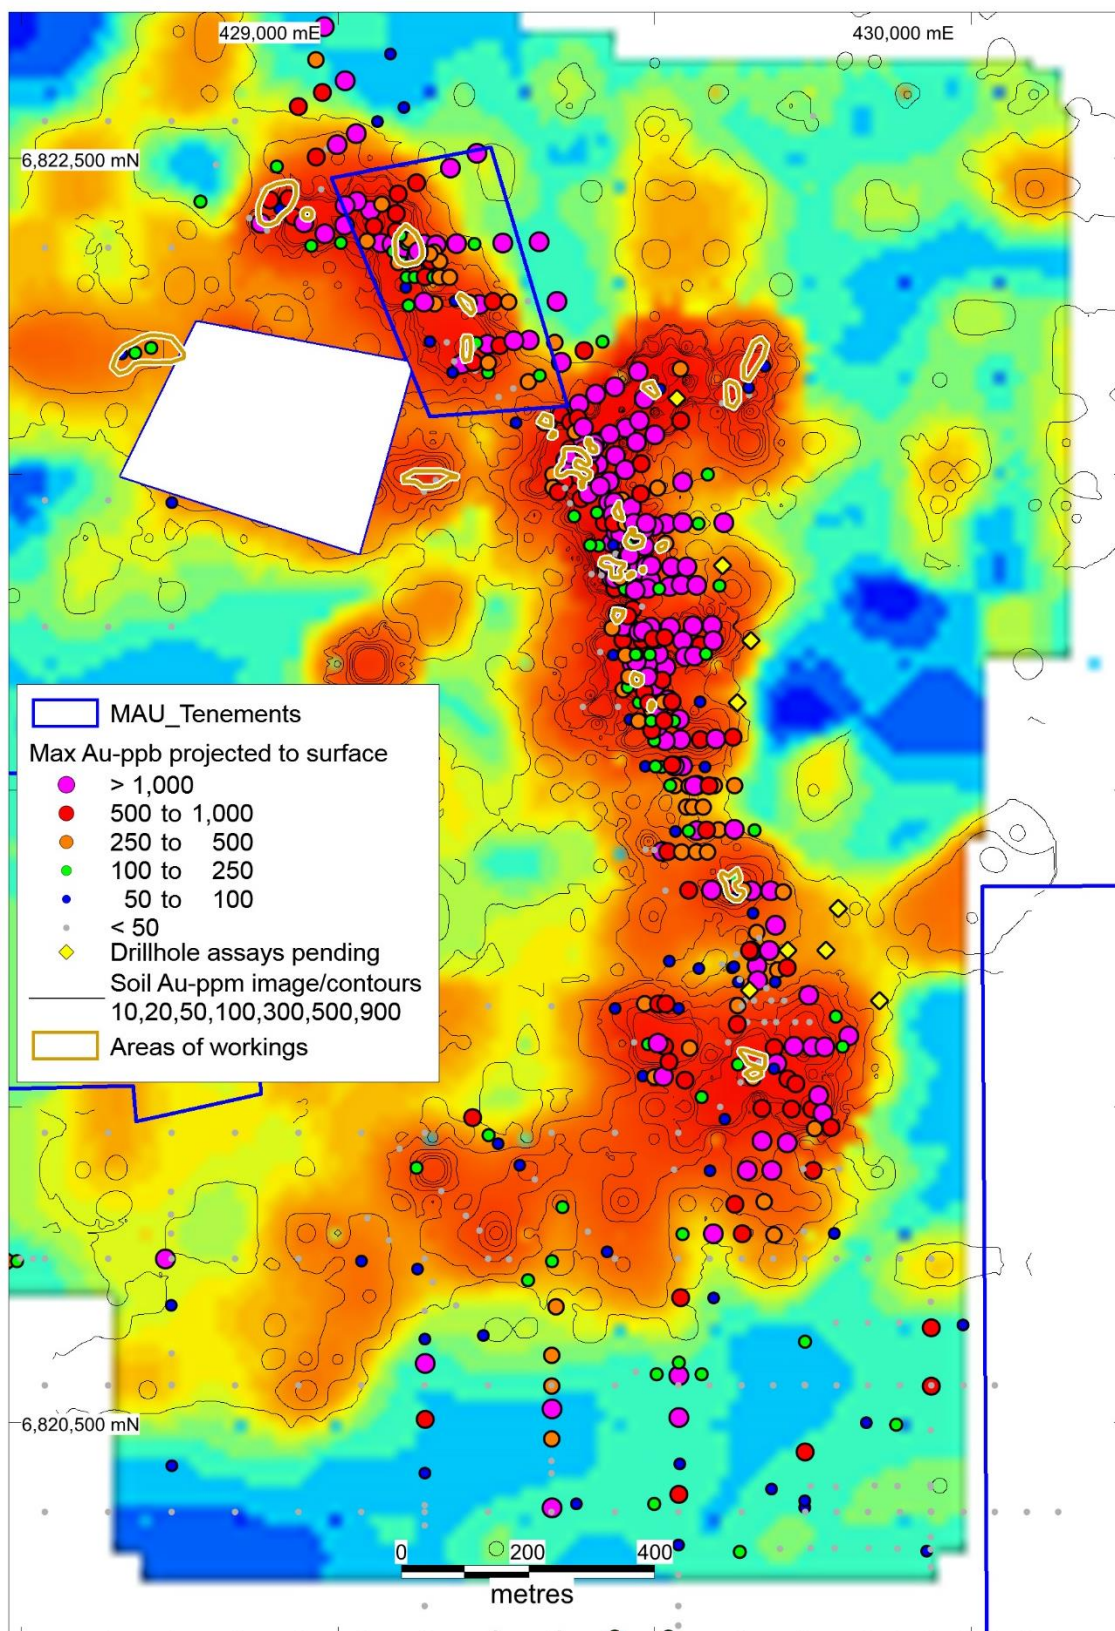 429,000 mE
430,000 mE
6,822,500 mN
MAU_Tenements
Max Au-ppb projected to surface
> 1,000
500 to 1,000
250 to 500
100 to 250
50 to 100
< 50
Drillhole assays pending
Soil Au-ppm image/contours
10,20,50,100,300,500,900
Areas of workings
6,820,500 mN
0 200 400
metres